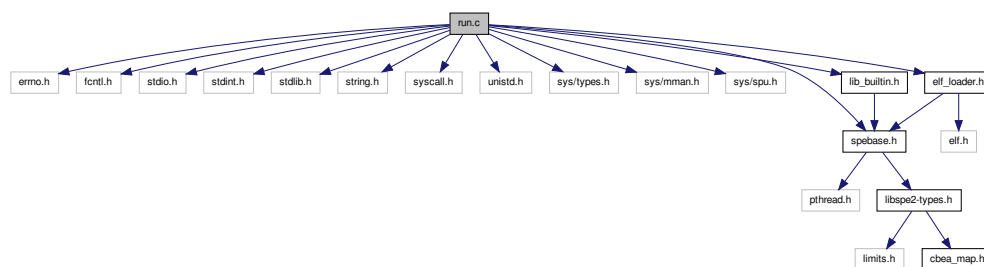 run.c
errno.h
fcntl.h
stdio.h
stdint.h
stdlib.h
string.h
syscall.h
unistd.h
sys/types.h
sys/mman.h
sys/spu.h
lib_builtin.h
elf_loader.h
spebase.h
elf.h
pthread.h
libspe2-types.h
limits.h
cbea_map.h